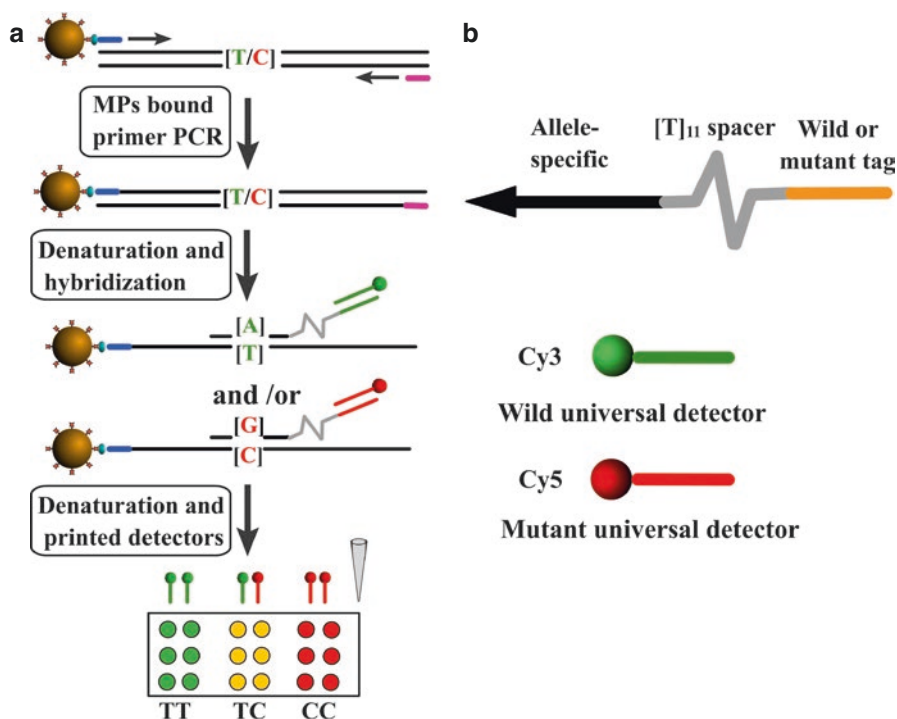 a
[T/C]
MPs bound
primer PCR
[T/C]
Denaturation and
hybridization
[A]
[T]
and /or
[G]
[C]
Denaturation and
printed detectors
TT TC CC
b
Allele-
specific
[T]11 spacer
Wild or
mutant tag
Cy3
Wild universal detector
Cy5
Mutant universal detector